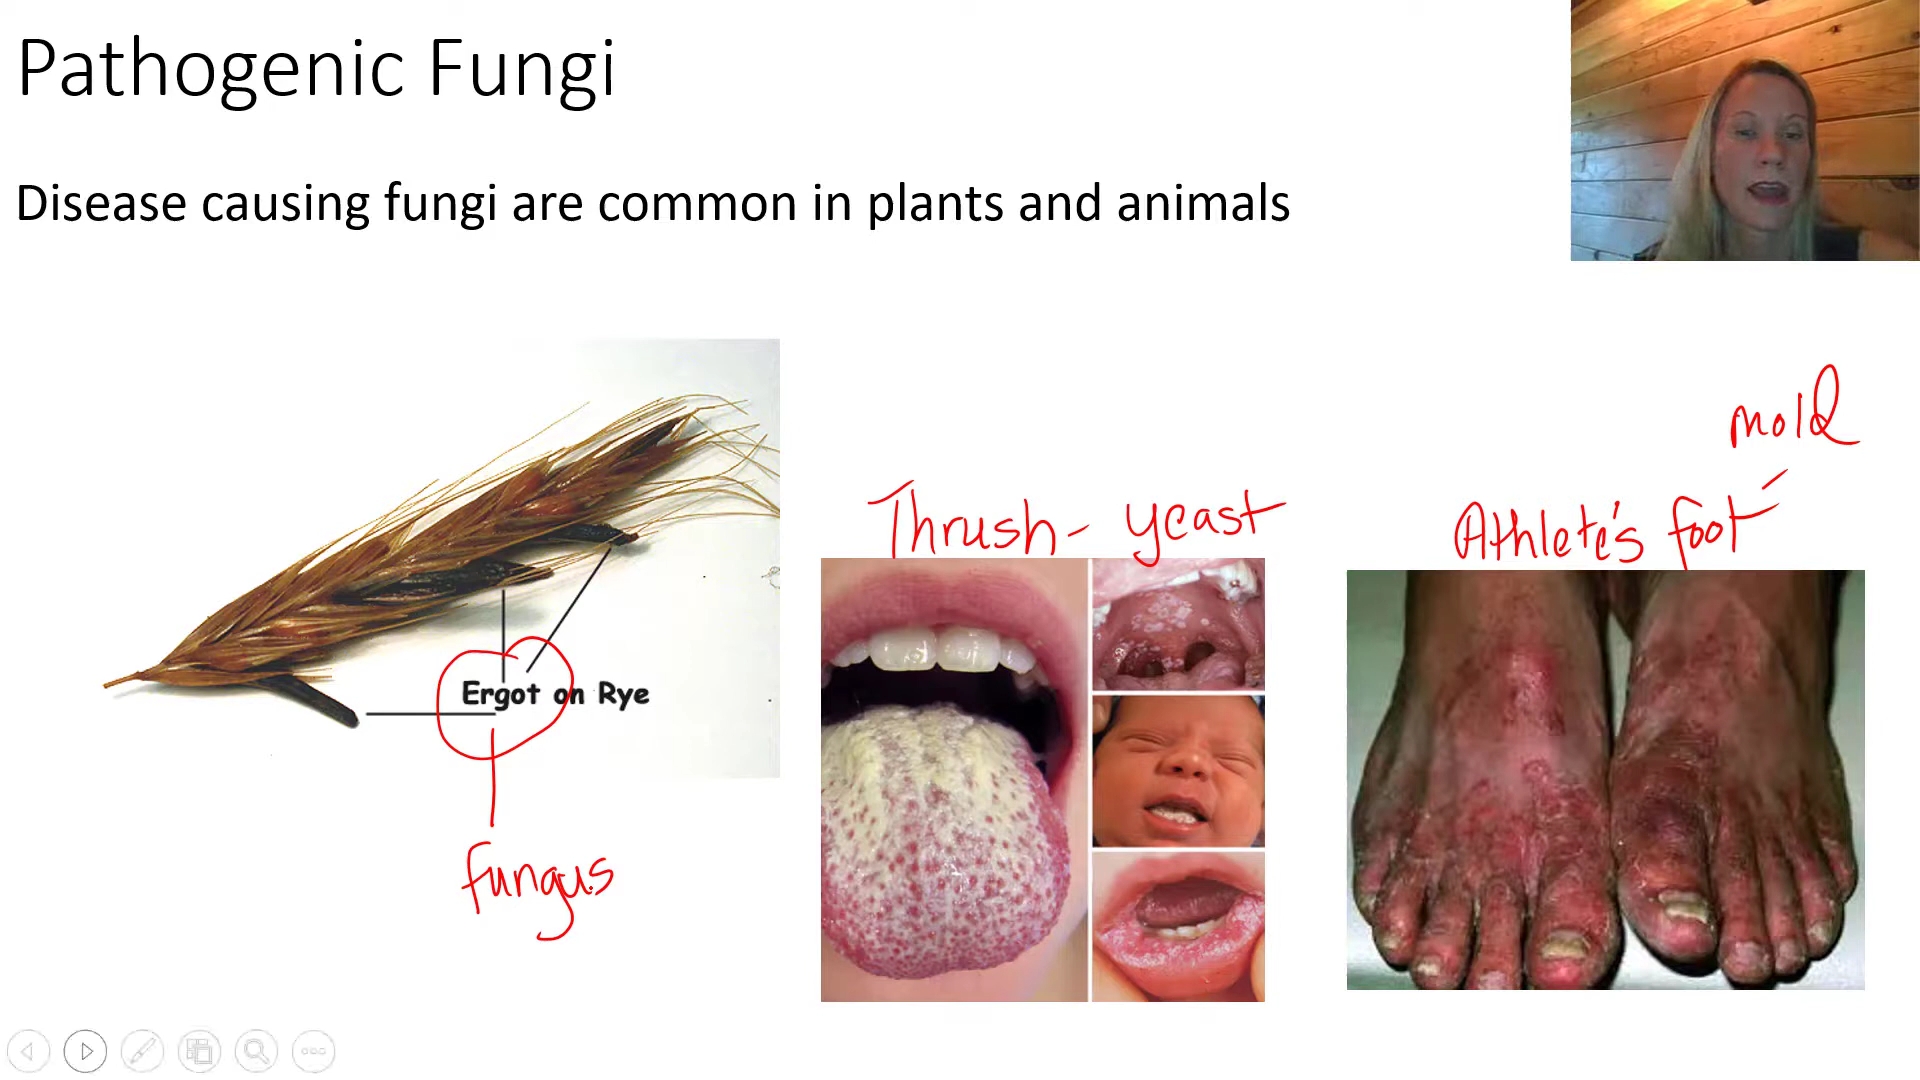 Pathogenic Fungi
Disease causing fungi are common in plants and animals
mold
Thrush - yeast
Athlete's foot -
Ergot on Rye
fungus